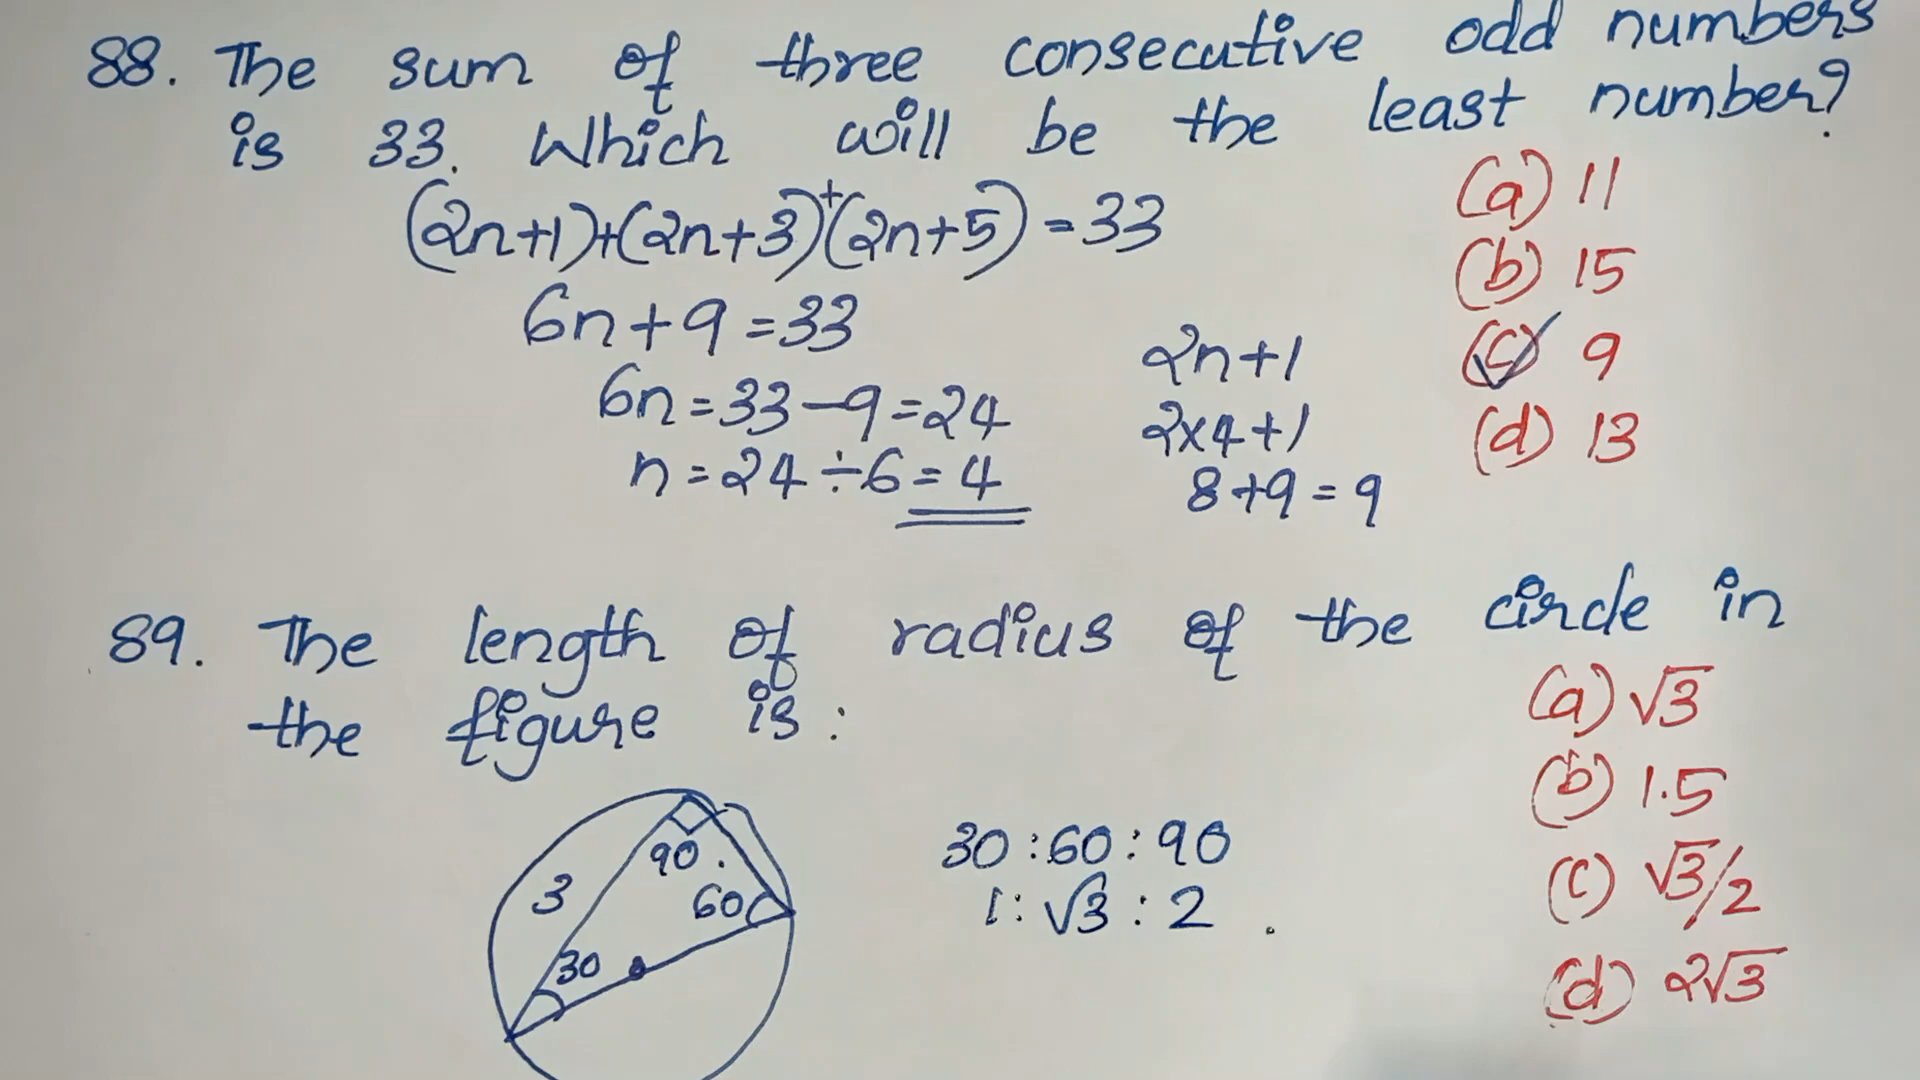 88. The sum of three consecutive odd numbers
is 33. Which will be the least number?
(2n+1)+(2n+3)+(2n+5)=33
6n+9=33
6n=33-9=24
n=24÷6=4
2n+1
2x4+1
8+9=9
(a) 11
(b) 15
(c) 9
(d) 13
89. The length of radius of the circle in
the figure is:
3
90
60
30
30:60:90
1:√3:2
(a) √3
(b) 1.5
(c) √3/2
(d) 2√3